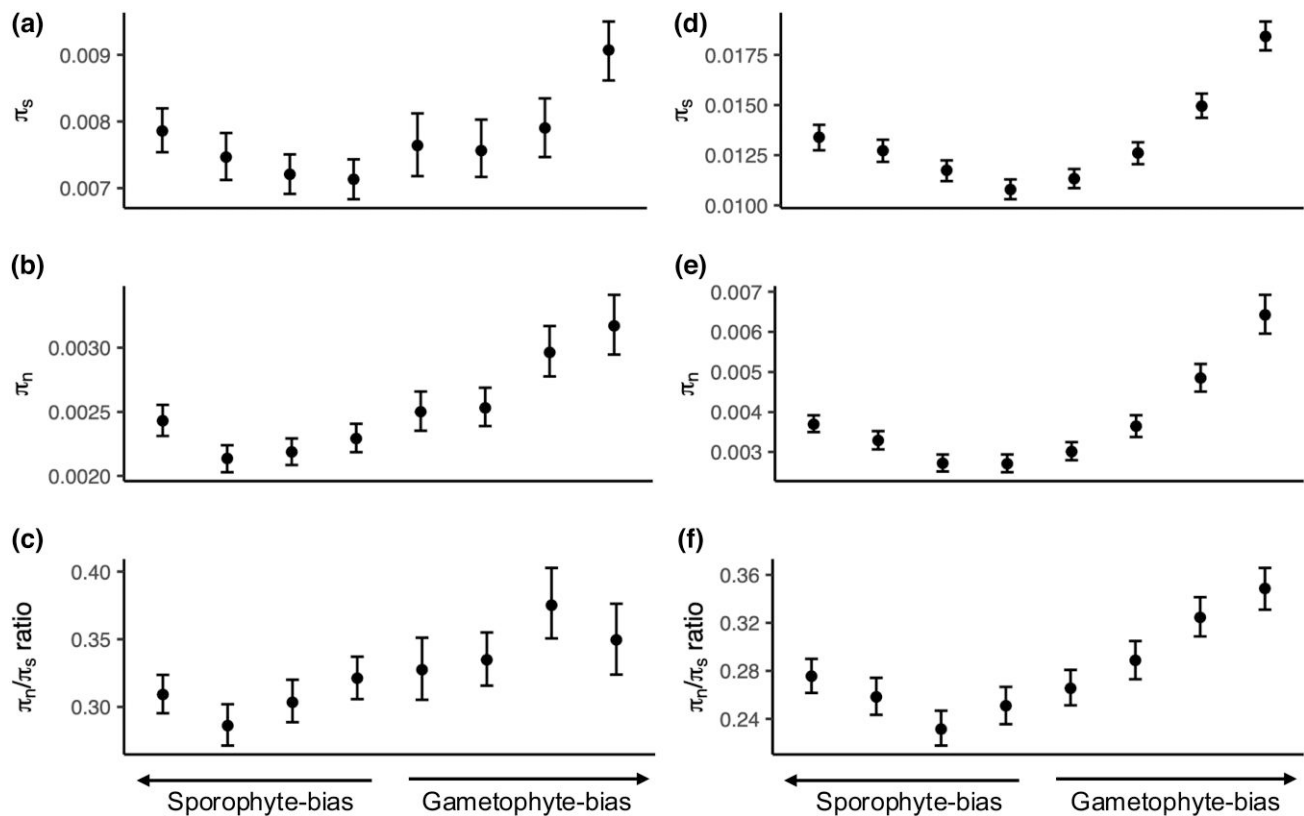 (a)
0.009
0.008
0.007
πs
(b)
0.0030
0.0025
0.0020
πn
(c)
0.40
0.35
0.30
πn/πs ratio
Sporophyte-bias Gametophyte-bias
(d)
0.0175
0.0150
0.0125
0.0100
πs
(e)
0.007
0.006
0.005
0.004
0.003
πn
(f)
0.36
0.32
0.28
0.24
πn/πs ratio
Sporophyte-bias Gametophyte-bias